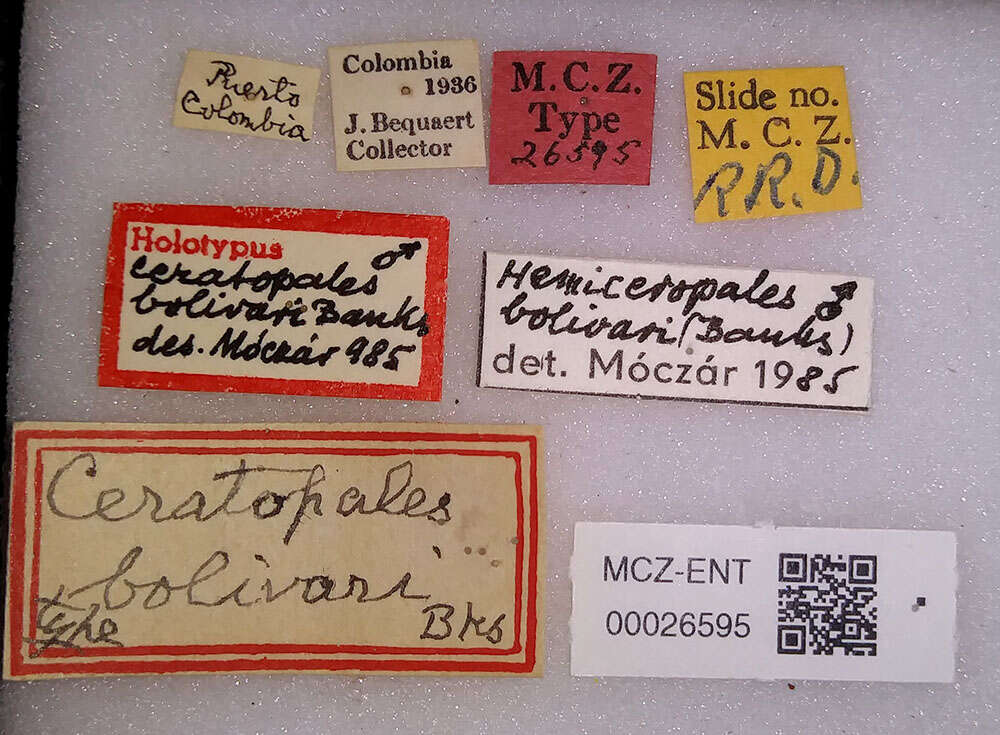 Puerto
Colombia
Colombia
1936
J. Bequaert
Collector
M.C.Z.
Type
26595
Slide no.
M. C. Z.
R.R.D.
Holotypus ♂
ceratopales
bolivari Banks
des. Móczár 985
Hemiceropales ♂
bolivari (Banks)
det. Móczár 1985
Ceratopales
bolivari
type Bks
MCZ-ENT
00026595